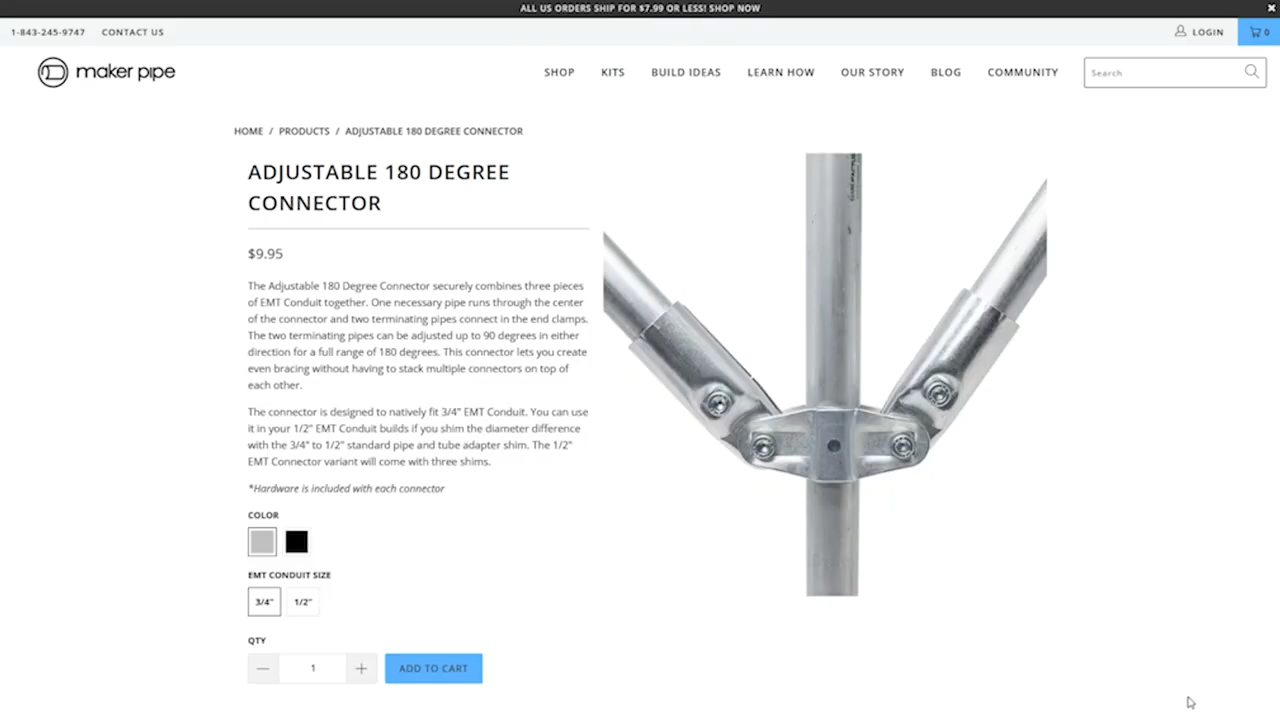 ALL US ORDERS SHIP FOR $7.99 OR LESS! SHOP NOW
1-843-245-9747 CONTACT US
LOGIN 0
maker pipe
SHOP KITS BUILD IDEAS LEARN HOW OUR STORY BLOG COMMUNITY
Search
HOME / PRODUCTS / ADJUSTABLE 180 DEGREE CONNECTOR
ADJUSTABLE 180 DEGREE
CONNECTOR
$9.95
The Adjustable 180 Degree Connector securely combines three pieces
of EMT Conduit together. One necessary pipe runs through the center
of the connector and two terminating pipes connect in the end clamps.
The two terminating pipes can be adjusted up to 90 degrees in either
direction for a full range of 180 degrees. This connector lets you create
even bracing without having to stack multiple connectors on top of
each other.
The connector is designed to natively fit 3/4" EMT Conduit. You can use
it in your 1/2" EMT Conduit builds if you shim the diameter difference
with the 3/4" to 1/2" standard pipe and tube adapter shim. The 1/2"
EMT Connector variant will come with three shims.
*Hardware is included with each connector
COLOR
EMT CONDUIT SIZE
3/4" 1/2"
QTY
1
ADD TO CART